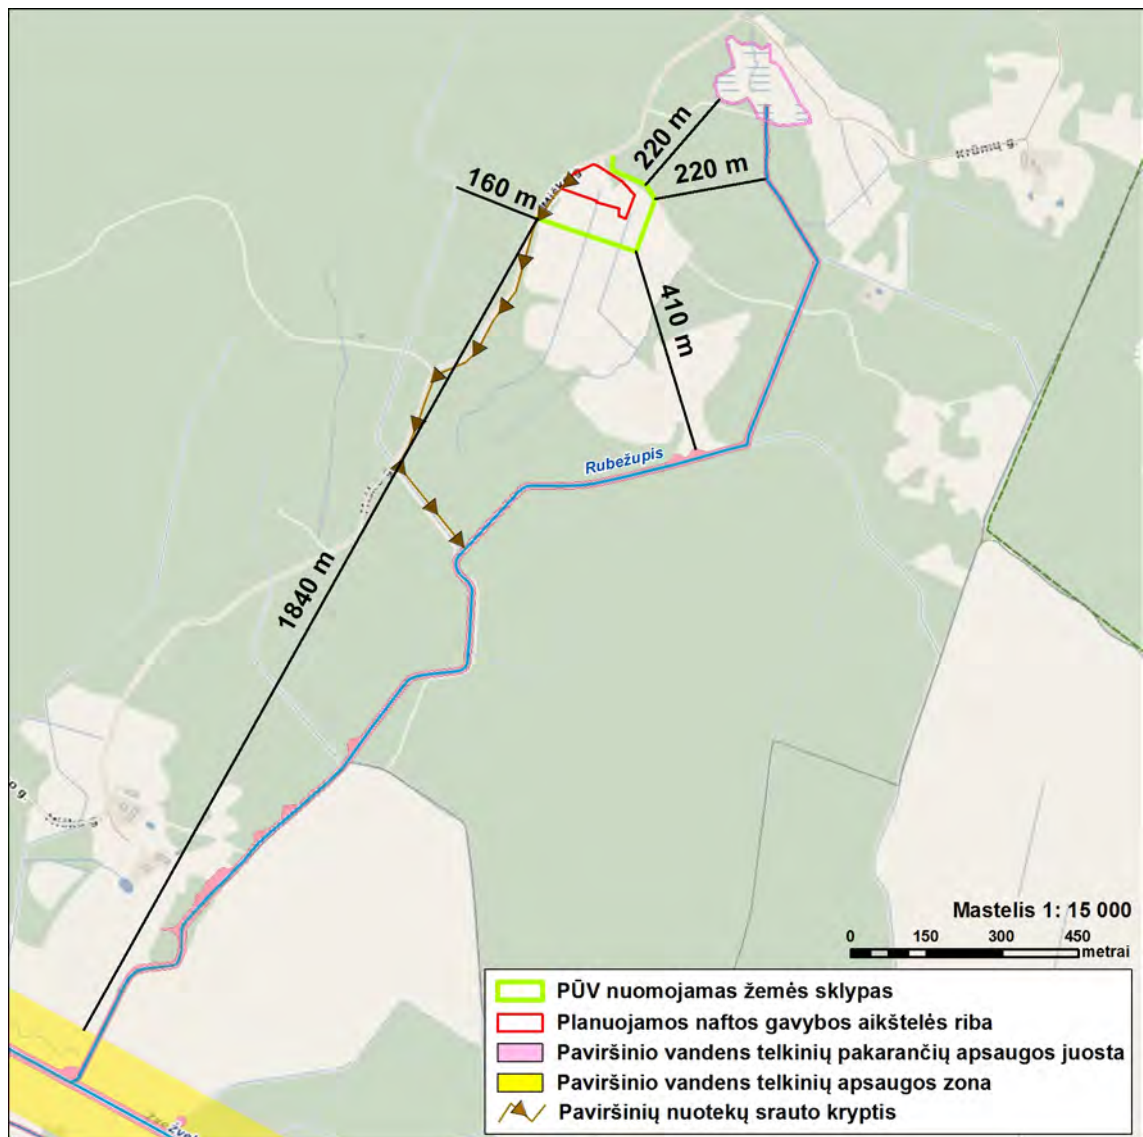 Krūmų g.
220 m
220 m
160 m
410 m
Rubežupis
1840 m
o g.
Mastelis 1: 15 000
0 150 300 450
metrai
PŪV nuomojamas žemės sklypas
Planuojamos naftos gavybos aikštelės riba
Paviršinio vandens telkinių pakarančių apsaugos juosta
Paviršinio vandens telkinių apsaugos zona
Paviršinių nuotekų srauto kryptis